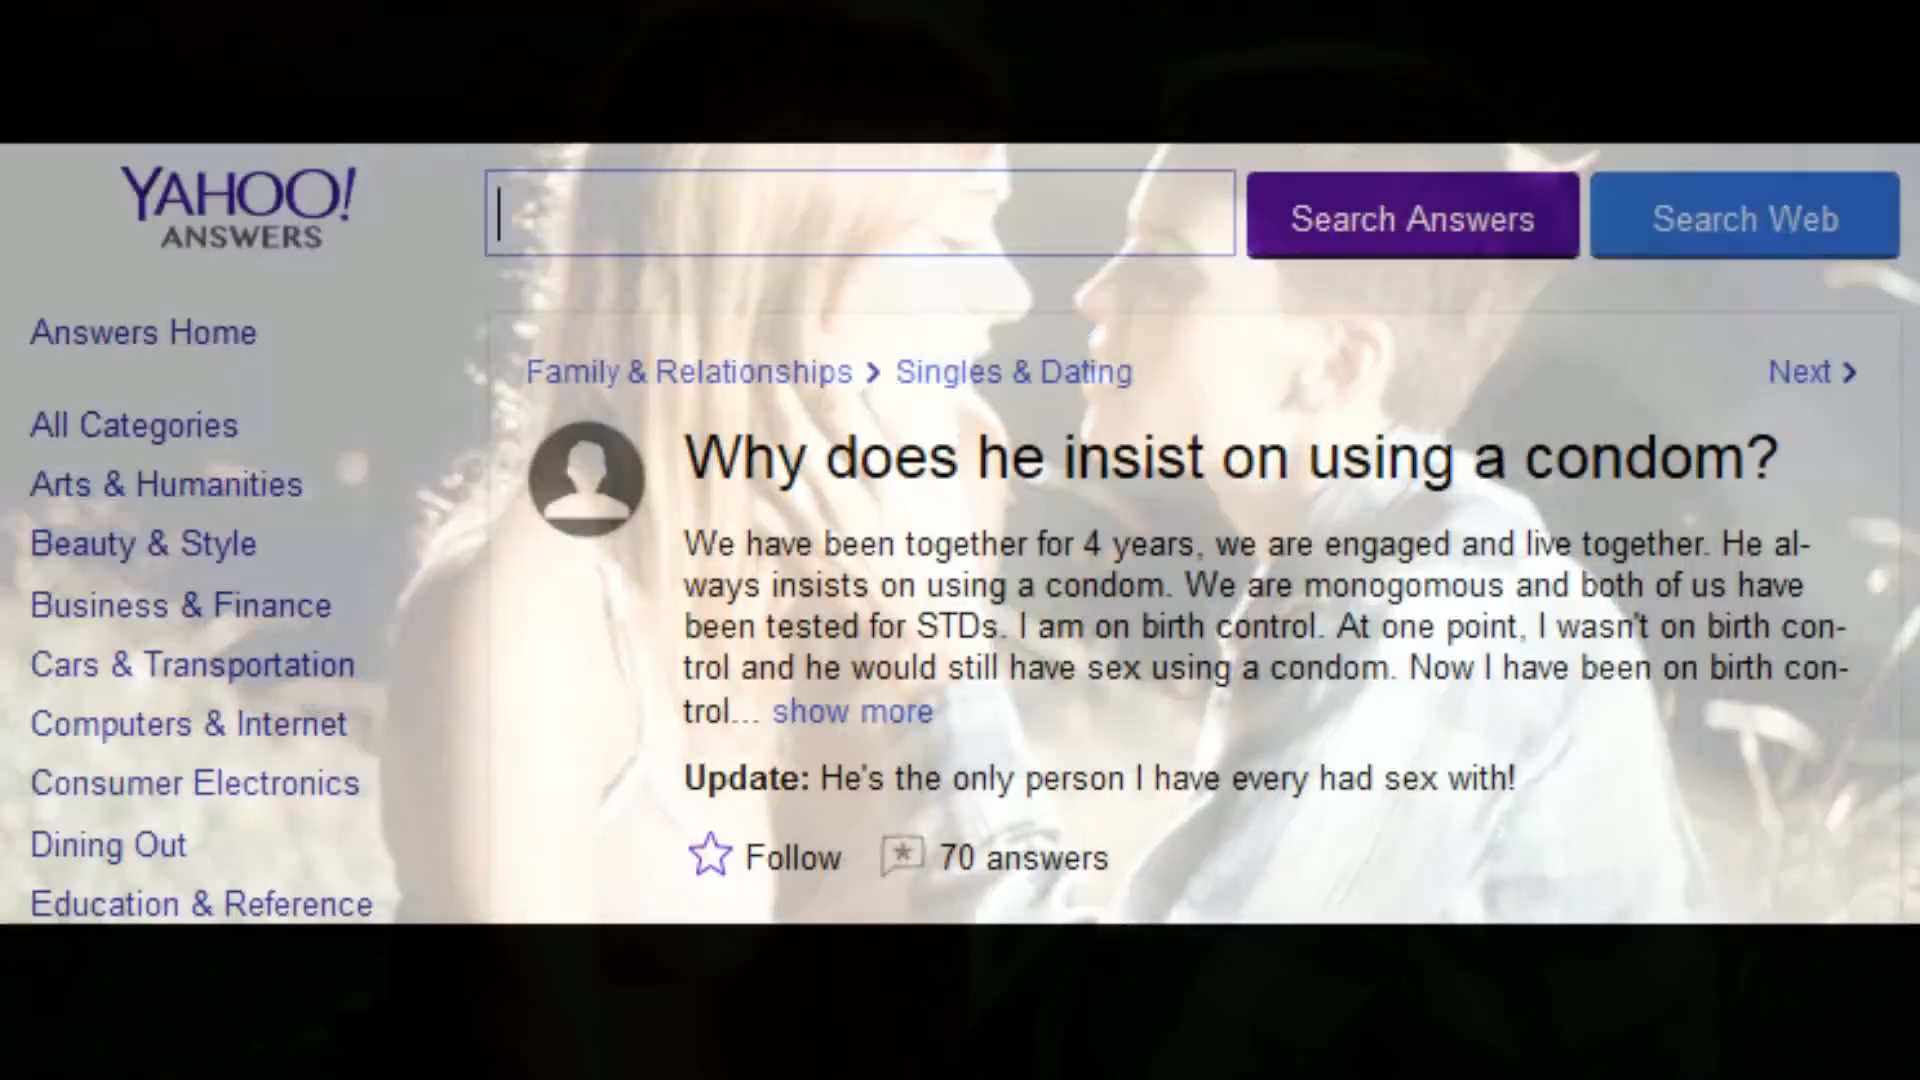 YAHOO!
ANSWERS
Search Answers
Search Web
Answers Home
All Categories
Arts & Humanities
Beauty & Style
Business & Finance
Cars & Transportation
Computers & Internet
Consumer Electronics
Dining Out
Education & Reference
Family & Relationships > Singles & Dating
Next >
Why does he insist on using a condom?
We have been together for 4 years, we are engaged and live together. He al-
ways insists on using a condom. We are monogomous and both of us have
been tested for STDs. I am on birth control. At one point, I wasn't on birth con-
trol and he would still have sex using a condom. Now I have been on birth con-
trol... show more
Update: He's the only person I have every had sex with!
Follow
70 answers